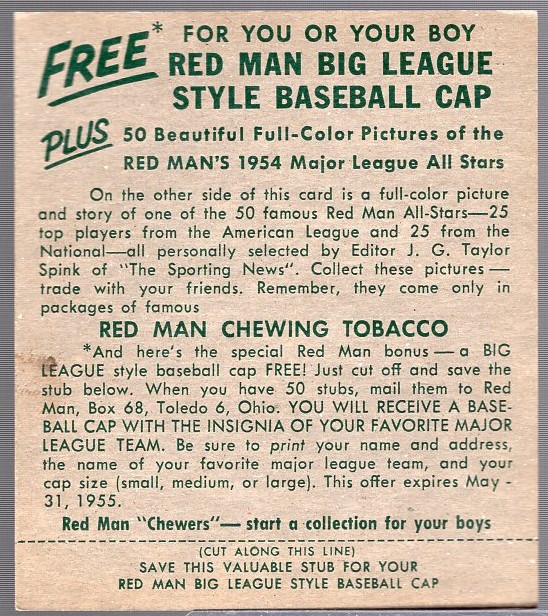 FREE* FOR YOU OR YOUR BOY
RED MAN BIG LEAGUE
STYLE BASEBALL CAP
PLUS 50 Beautiful Full-Color Pictures of the
RED MAN'S 1954 Major League All Stars
On the other side of this card is a full-color picture
and story of one of the 50 famous Red Man All-Stars—25
top players from the American League and 25 from the
National—all personally selected by Editor J. G. Taylor
Spink of "The Sporting News". Collect these pictures—
trade with your friends. Remember, they come only in
packages of famous
RED MAN CHEWING TOBACCO
*And here's the special Red Man bonus—a BIG
LEAGUE style baseball cap FREE! Just cut off and save the
stub below. When you have 50 stubs, mail them to Red
Man, Box 68, Toledo 6, Ohio. YOU WILL RECEIVE A BASE-
BALL CAP WITH THE INSIGNIA OF YOUR FAVORITE MAJOR
LEAGUE TEAM. Be sure to print your name and address,
the name of your favorite major league team, and your
cap size (small, medium, or large). This offer expires May -
31, 1955.
Red Man "Chewers"— start a collection for your boys
(CUT ALONG THIS LINE)
SAVE THIS VALUABLE STUB FOR YOUR
RED MAN BIG LEAGUE STYLE BASEBALL CAP